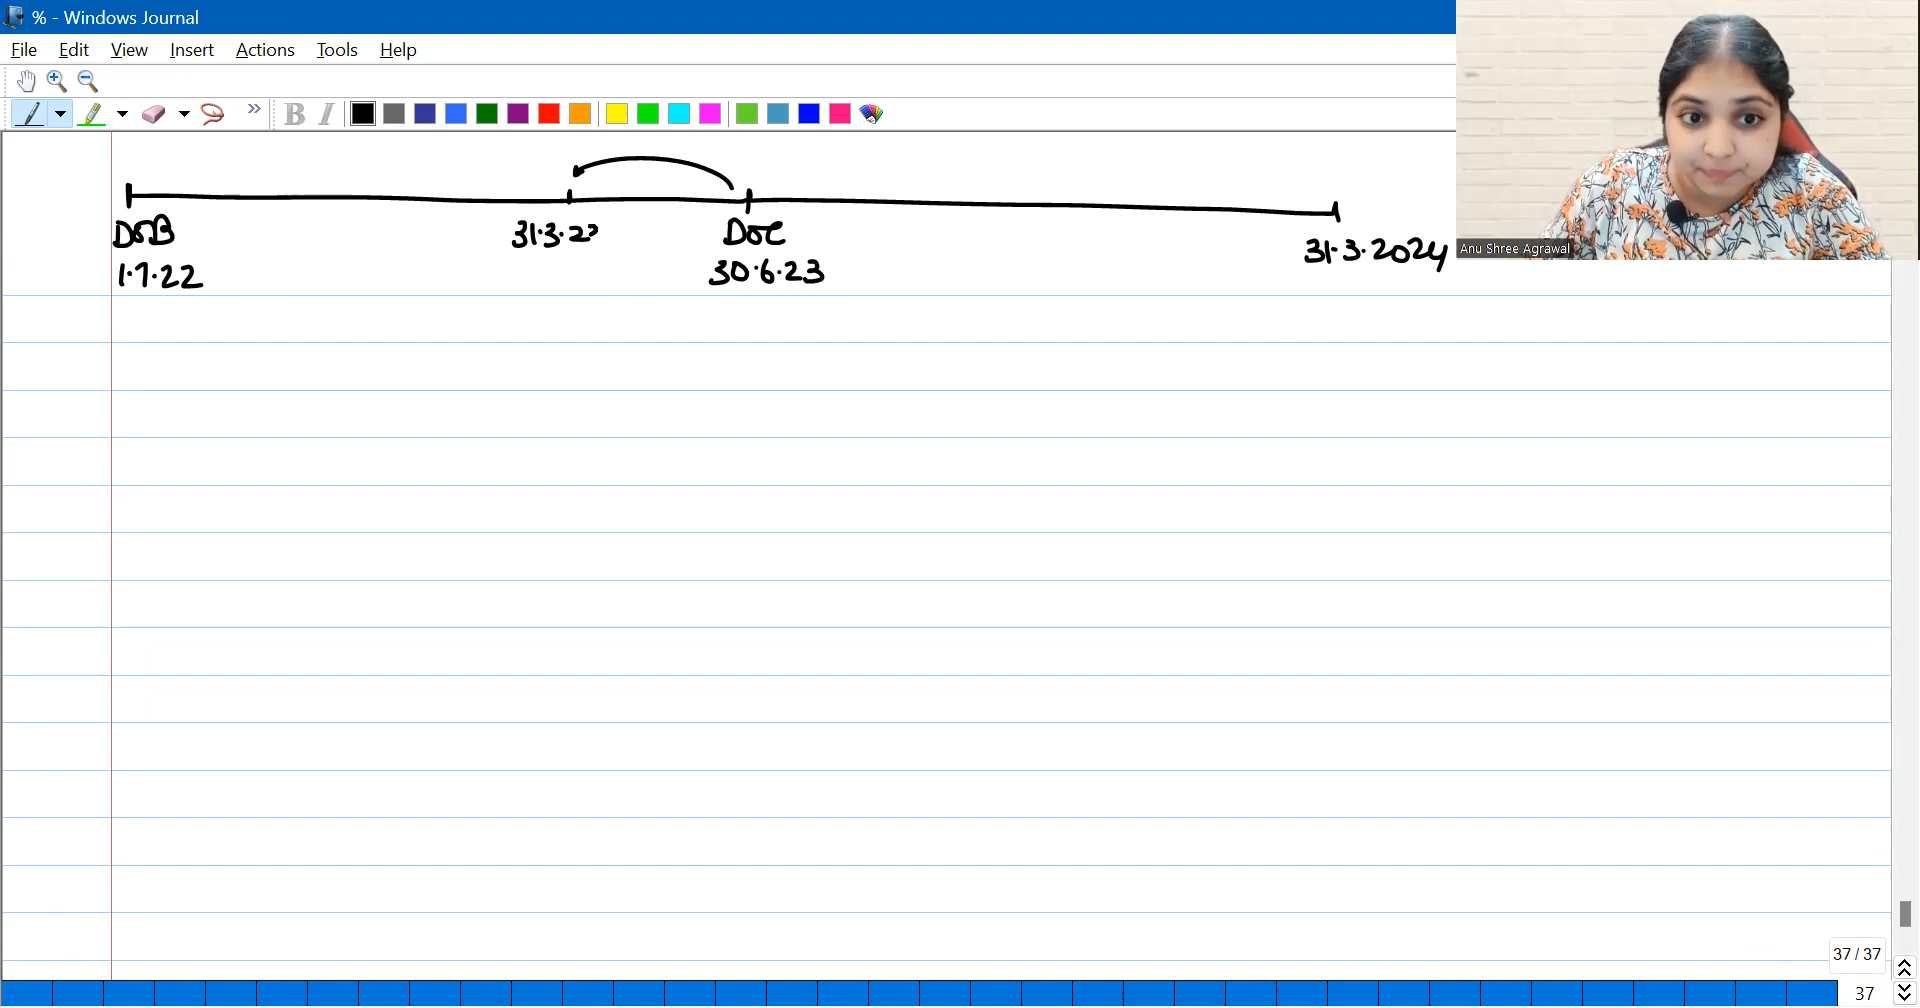 % - Windows Journal
File Edit View Insert Actions Tools Help
B I
DOB
1.7.22
31.3.23
DOC
30.6.23
31.3.2024
Anu Shree Agrawal
37 / 37
37